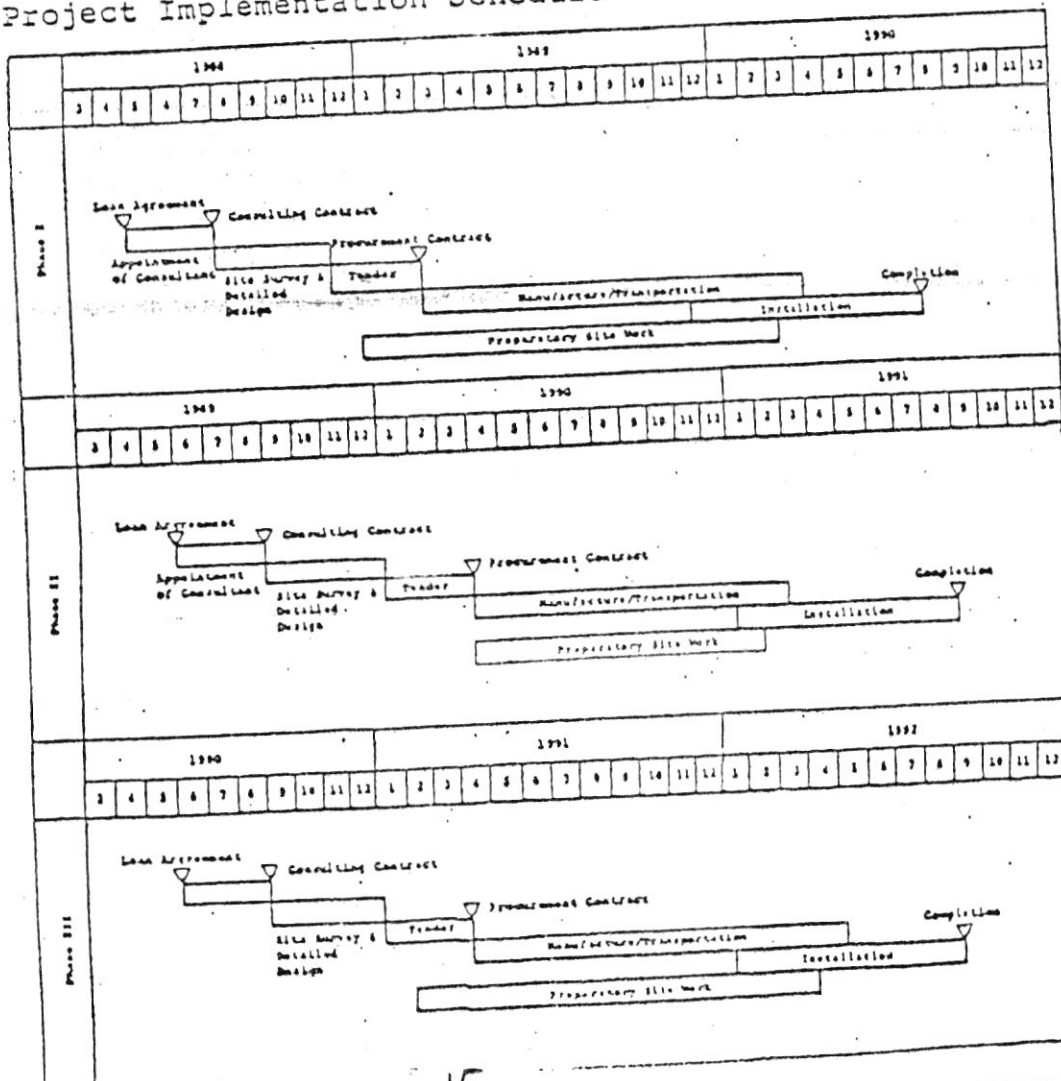 Project Implementation Schedul
1988 1989 1990
3 4 5 6 7 8 9 10 11 12 1 2 3 4 5 6 7 8 9 10 11 12 1 2 3 4 5 6 7 8 9 10 11 12
Phase I
Loan Agreement
Consulting Contract
Procurement Contract
Appointment
of Consultant
Site Survey &
Detailed
Design
Tender
Manufacture/Transportation
Completion
Installation
Preparatory Site Work
1989 1990 1991
3 4 5 6 7 8 9 10 11 12 1 2 3 4 5 6 7 8 9 10 11 12 1 2 3 4 5 6 7 8 9 10 11 12
Phase II
Loan Agreement
Consulting Contract
Procurement Contract
Appointment
of Consultant
Site Survey &
Detailed
Design
Tender
Manufacture/Transportation
Completion
Installation
Preparatory Site Work
1990 1991 1992
3 4 5 6 7 8 9 10 11 12 1 2 3 4 5 6 7 8 9 10 11 12 1 2 3 4 5 6 7 8 9 10 11 12
Phase III
Loan Agreement
Consulting Contract
Procurement Contract
Site Survey &
Detailed
Design
Tender
Manufacture/Transportation
Completion
Installation
Preparatory Site Work